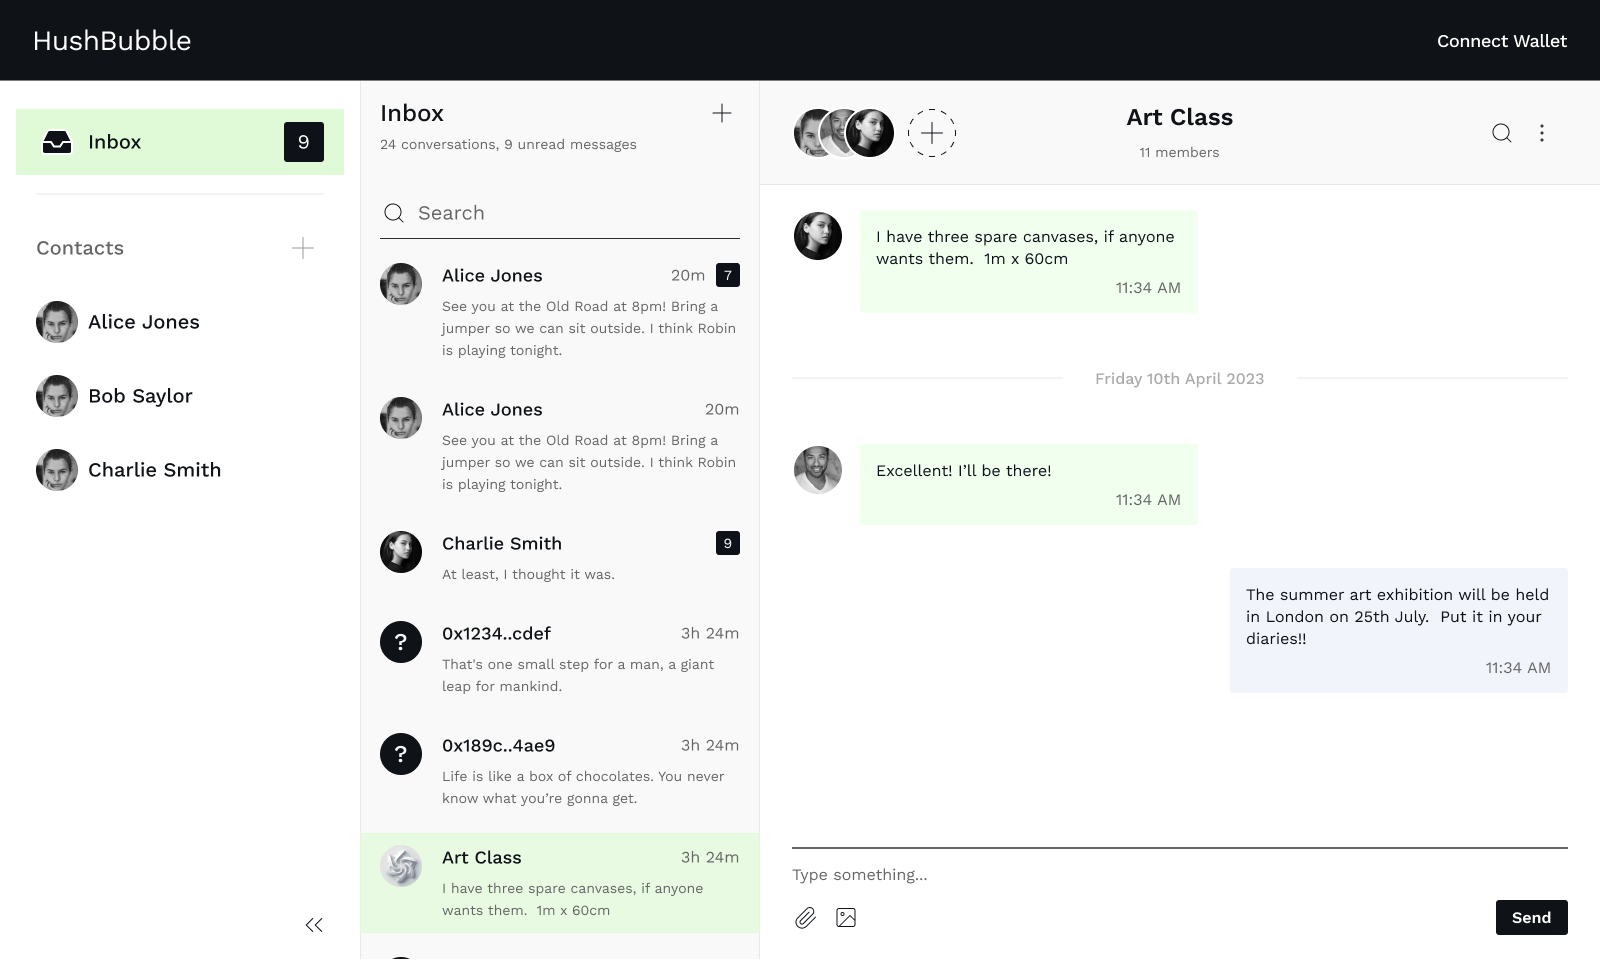 HushBubble
Connect Wallet
Inbox
9
Contacts
Alice Jones
Bob Saylor
Charlie Smith
Inbox
24 conversations, 9 unread messages
Search
Alice Jones 20m 7
See you at the Old Road at 8pm! Bring a
jumper so we can sit outside. I think Robin
is playing tonight.
Alice Jones 20m
See you at the Old Road at 8pm! Bring a
jumper so we can sit outside. I think Robin
is playing tonight.
Charlie Smith 9
At least, I thought it was.
? 0x1234..cdef 3h 24m
That's one small step for a man, a giant
leap for mankind.
? 0x189c..4ae9 3h 24m
Life is like a box of chocolates. You never
know what you’re gonna get.
Art Class 3h 24m
I have three spare canvases, if anyone
wants them.  1m x 60cm
Art Class
11 members
I have three spare canvases, if anyone
wants them.  1m x 60cm
11:34 AM
Friday 10th April 2023
Excellent! I’ll be there!
11:34 AM
The summer art exhibition will be held
in London on 25th July.  Put it in your
diaries!!
11:34 AM
Type something...
Send